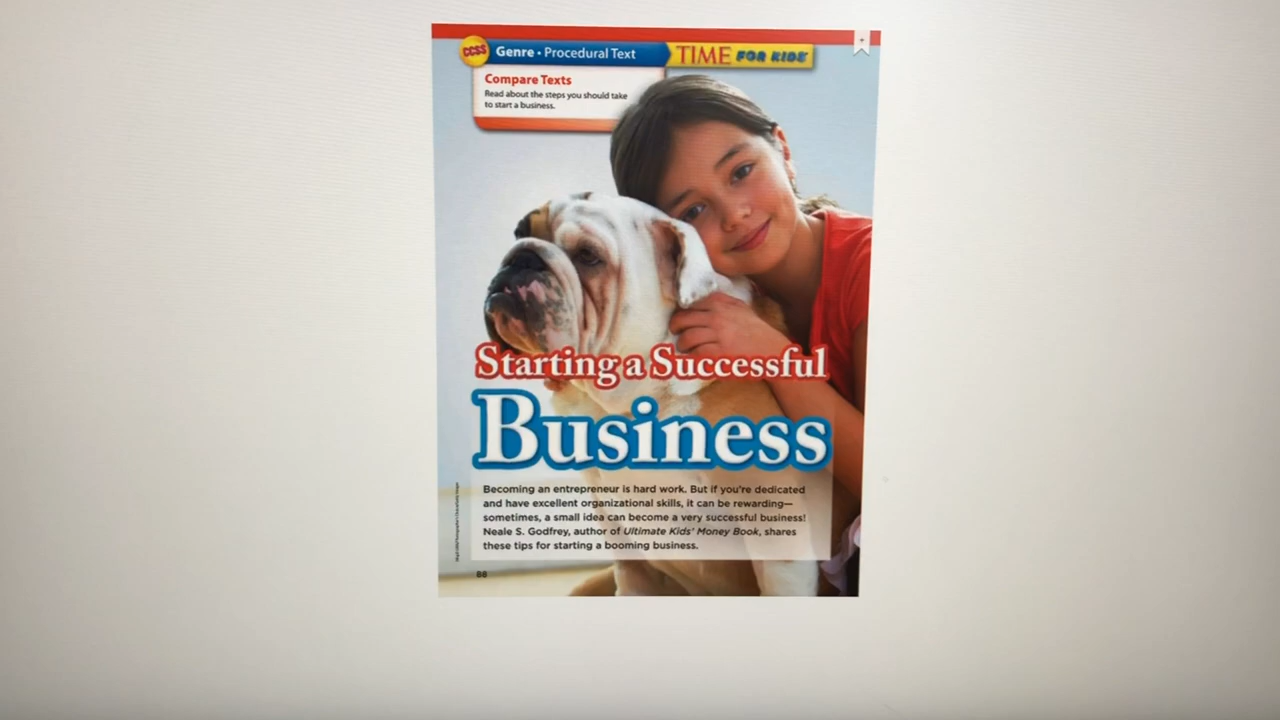 CCSS Genre • Procedural Text TIME FOR KIDS
Compare Texts
Read about the steps you should take
to start a business.
Starting a Successful
Business
Becoming an entrepreneur is hard work. But if you're dedicated
and have excellent organizational skills, it can be rewarding—
sometimes, a small idea can become a very successful business!
Neale S. Godfrey, author of Ultimate Kids' Money Book, shares
these tips for starting a booming business.